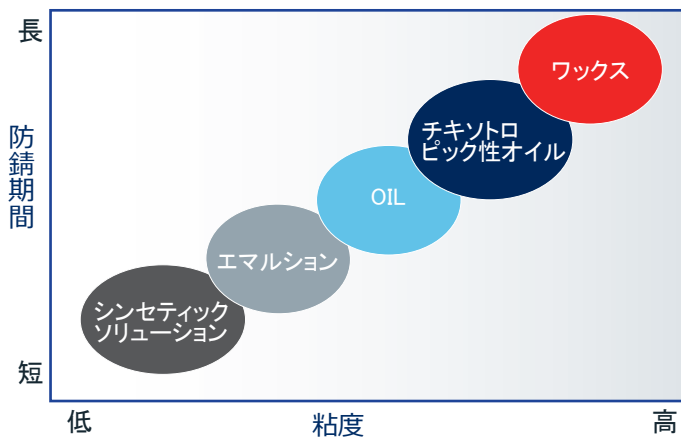 長
ワックス
チキソトロ
ピック性オイル
防錆期間
OIL
エマルション
シンセティック
ソリューション
短
低
粘度
高